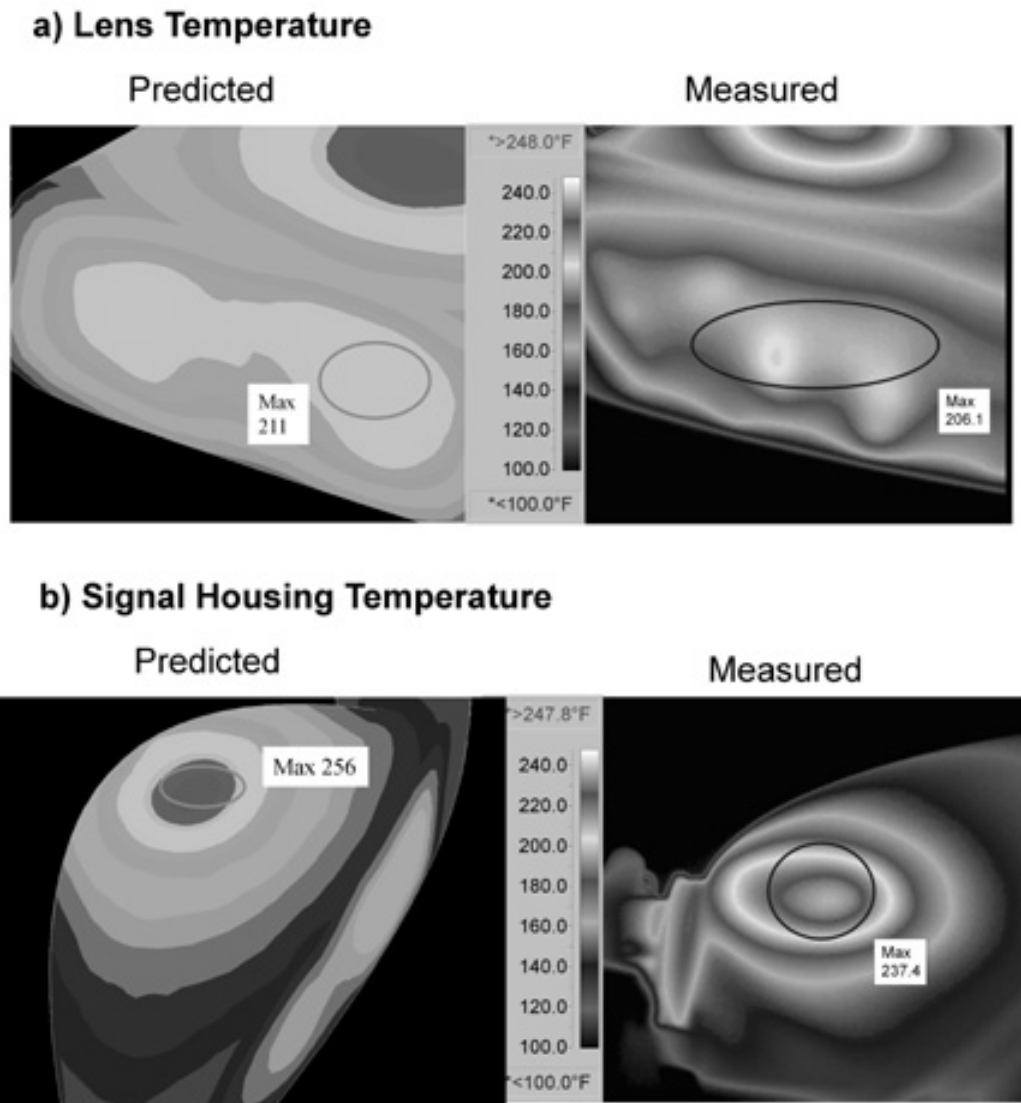 a) Lens Temperature
Predicted
Measured
*>248.0°F
240.0
220.0
200.0
180.0
160.0
140.0
120.0
100.0
*<100.0°F
Max
211
Max
206.1
b) Signal Housing Temperature
Predicted
Measured
*>247.8°F
240.0
220.0
200.0
180.0
160.0
140.0
120.0
100.0
*<100.0°F
Max 256
Max
237.4